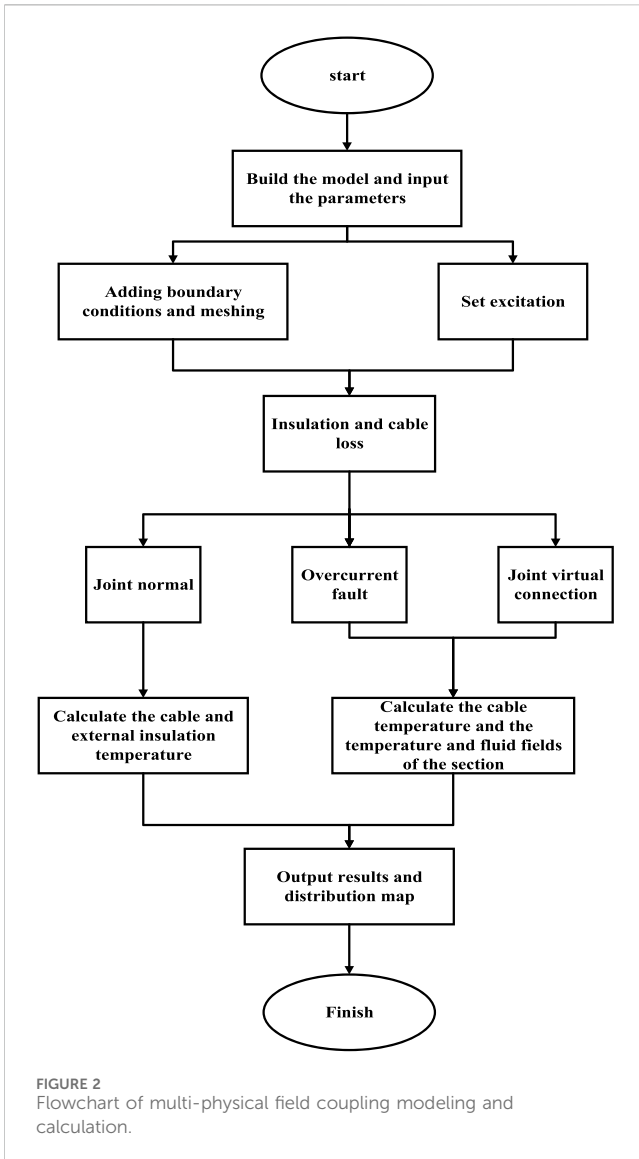 start
Build the model and input
the parameters
Adding boundary
conditions and meshing
Set excitation
Insulation and cable
loss
Joint normal
Overcurrent
fault
Joint virtual
connection
Calculate the cable and
external insulation
temperature
Calculate the cable
temperature and the
temperature and fluid fields
of the section
Output results and
distribution map
Finish
FIGURE 2
Flowchart of multi-physical field coupling modeling and
calculation.